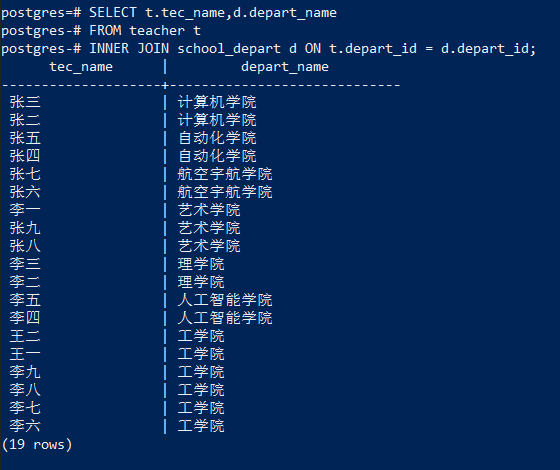 postgres=# SELECT t.tec_name,d.depart_name
postgres-# FROM teacher t
postgres-# INNER JOIN school_depart d ON t.depart_id = d.depart_id;
      tec_name      |         depart_name
--------------------+-----------------------------
 张三               | 计算机学院
 张二               | 计算机学院
 张五               | 自动化学院
 张四               | 自动化学院
 张七               | 航空宇航学院
 张六               | 航空宇航学院
 李一               | 艺术学院
 张九               | 艺术学院
 张八               | 艺术学院
 李三               | 理学院
 李二               | 理学院
 李五               | 人工智能学院
 李四               | 人工智能学院
 王二               | 工学院
 王一               | 工学院
 李九               | 工学院
 李八               | 工学院
 李七               | 工学院
 李六               | 工学院
(19 rows)